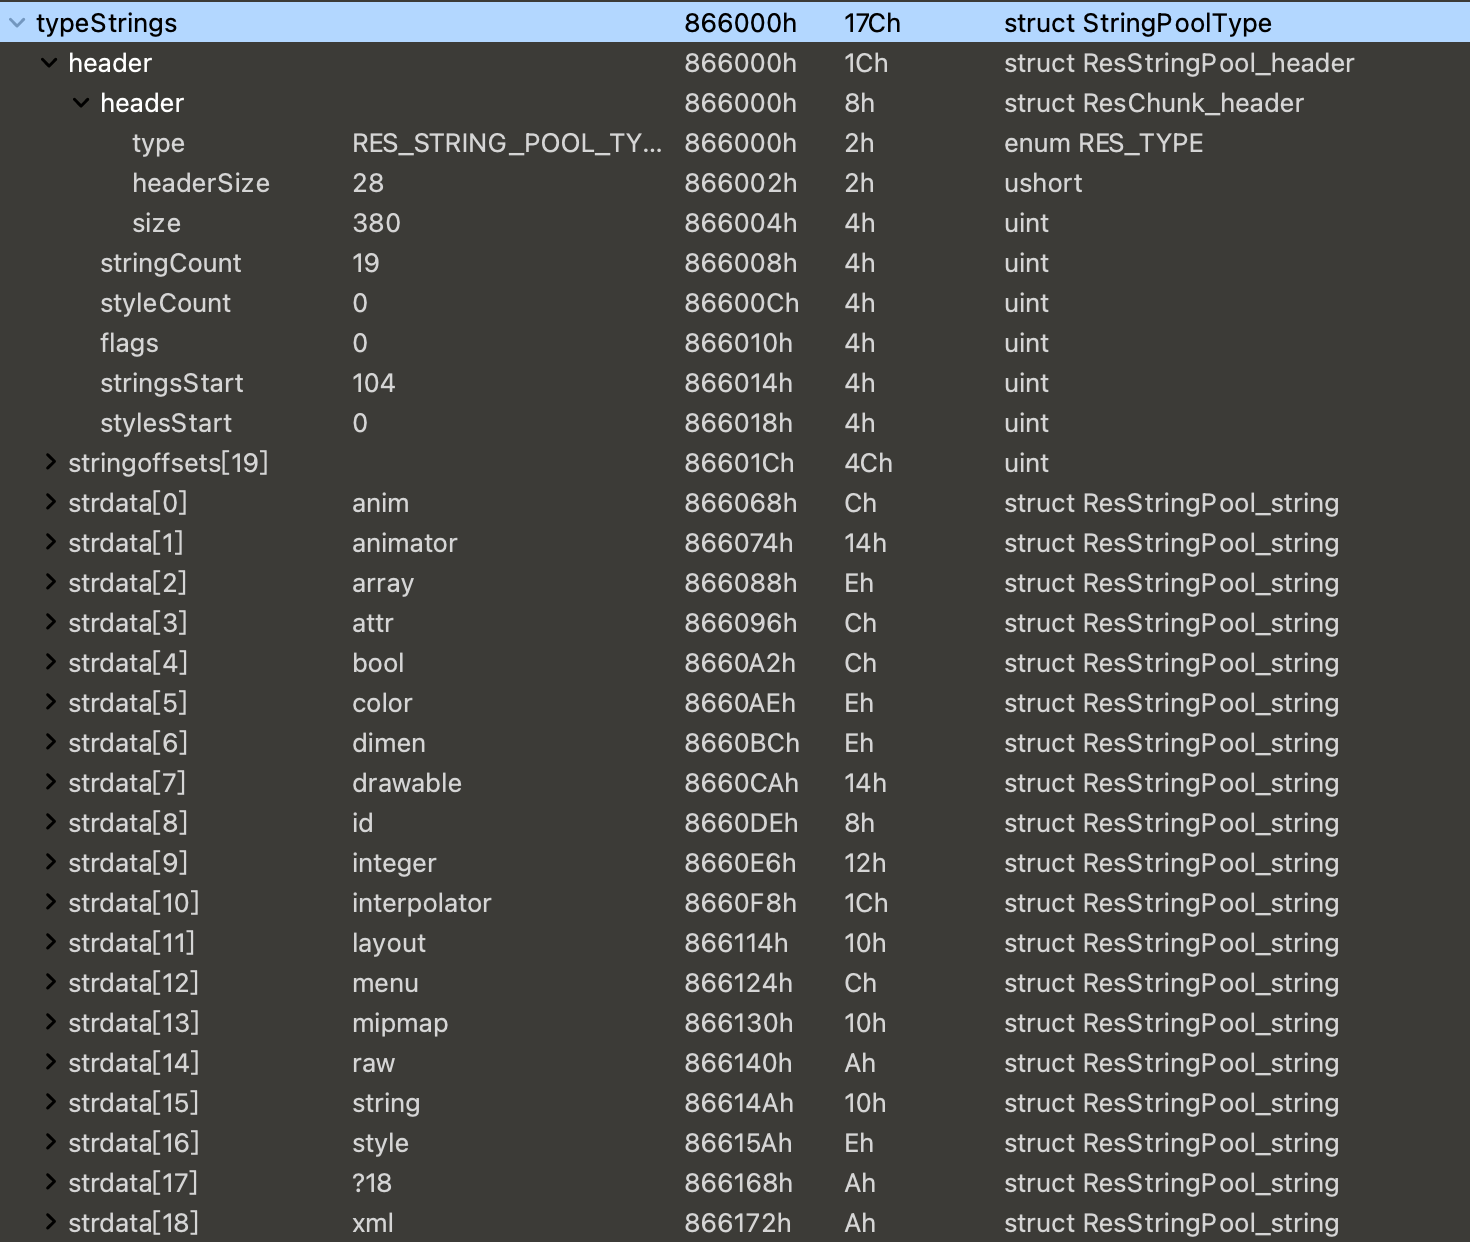 typeStrings 866000h 17Ch struct StringPoolType
header 866000h 1Ch struct ResStringPool_header
header 866000h 8h struct ResChunk_header
type RES_STRING_POOL_TY... 866000h 2h enum RES_TYPE
headerSize 28 866002h 2h ushort
size 380 866004h 4h uint
stringCount 19 866008h 4h uint
styleCount 0 86600Ch 4h uint
flags 0 866010h 4h uint
stringsStart 104 866014h 4h uint
stylesStart 0 866018h 4h uint
stringoffsets[19] 86601Ch 4Ch uint
strdata[0] anim 866068h Ch struct ResStringPool_string
strdata[1] animator 866074h 14h struct ResStringPool_string
strdata[2] array 866088h Eh struct ResStringPool_string
strdata[3] attr 866096h Ch struct ResStringPool_string
strdata[4] bool 8660A2h Ch struct ResStringPool_string
strdata[5] color 8660AEh Eh struct ResStringPool_string
strdata[6] dimen 8660BCh Eh struct ResStringPool_string
strdata[7] drawable 8660CAh 14h struct ResStringPool_string
strdata[8] id 8660DEh 8h struct ResStringPool_string
strdata[9] integer 8660E6h 12h struct ResStringPool_string
strdata[10] interpolator 8660F8h 1Ch struct ResStringPool_string
strdata[11] layout 866114h 10h struct ResStringPool_string
strdata[12] menu 866124h Ch struct ResStringPool_string
strdata[13] mipmap 866130h 10h struct ResStringPool_string
strdata[14] raw 866140h Ah struct ResStringPool_string
strdata[15] string 86614Ah 10h struct ResStringPool_string
strdata[16] style 86615Ah Eh struct ResStringPool_string
strdata[17] ?18 866168h Ah struct ResStringPool_string
strdata[18] xml 866172h Ah struct ResStringPool_string